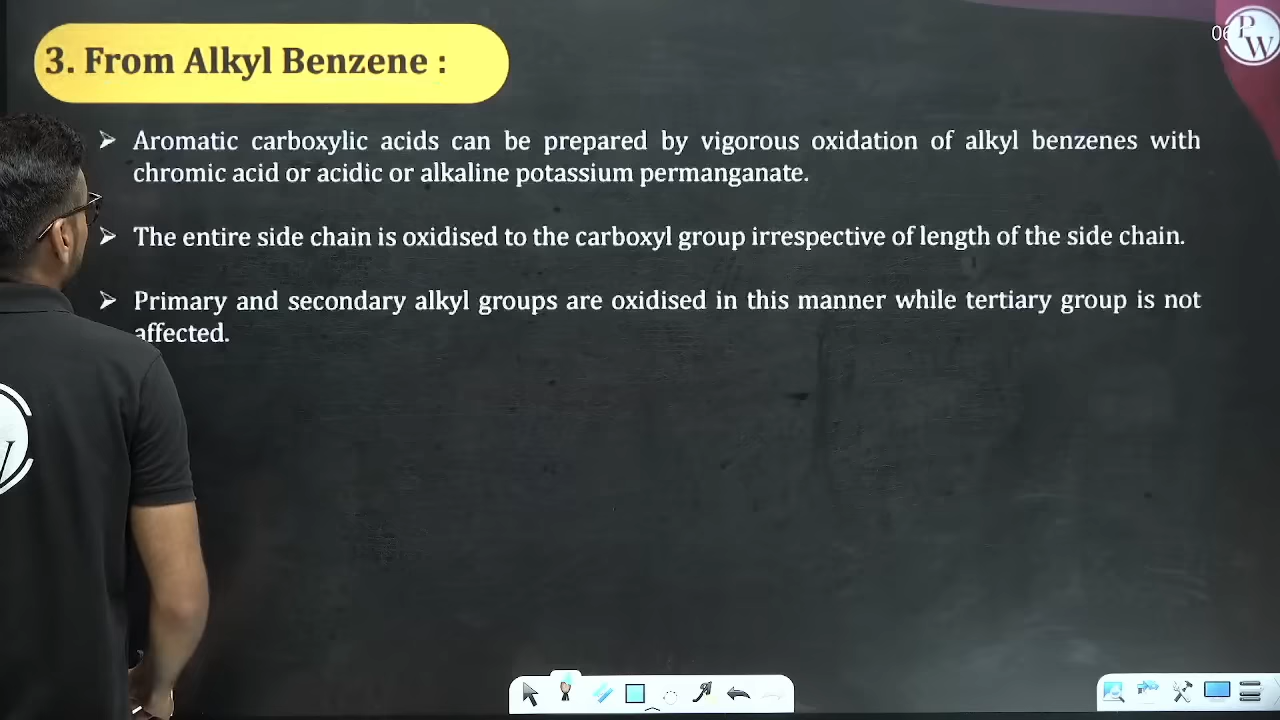 3. From Alkyl Benzene :
06
PW
➢ Aromatic carboxylic acids can be prepared by vigorous oxidation of alkyl benzenes with
chromic acid or acidic or alkaline potassium permanganate.
➢ The entire side chain is oxidised to the carboxyl group irrespective of length of the side chain.
➢ Primary and secondary alkyl groups are oxidised in this manner while tertiary group is not
affected.
W